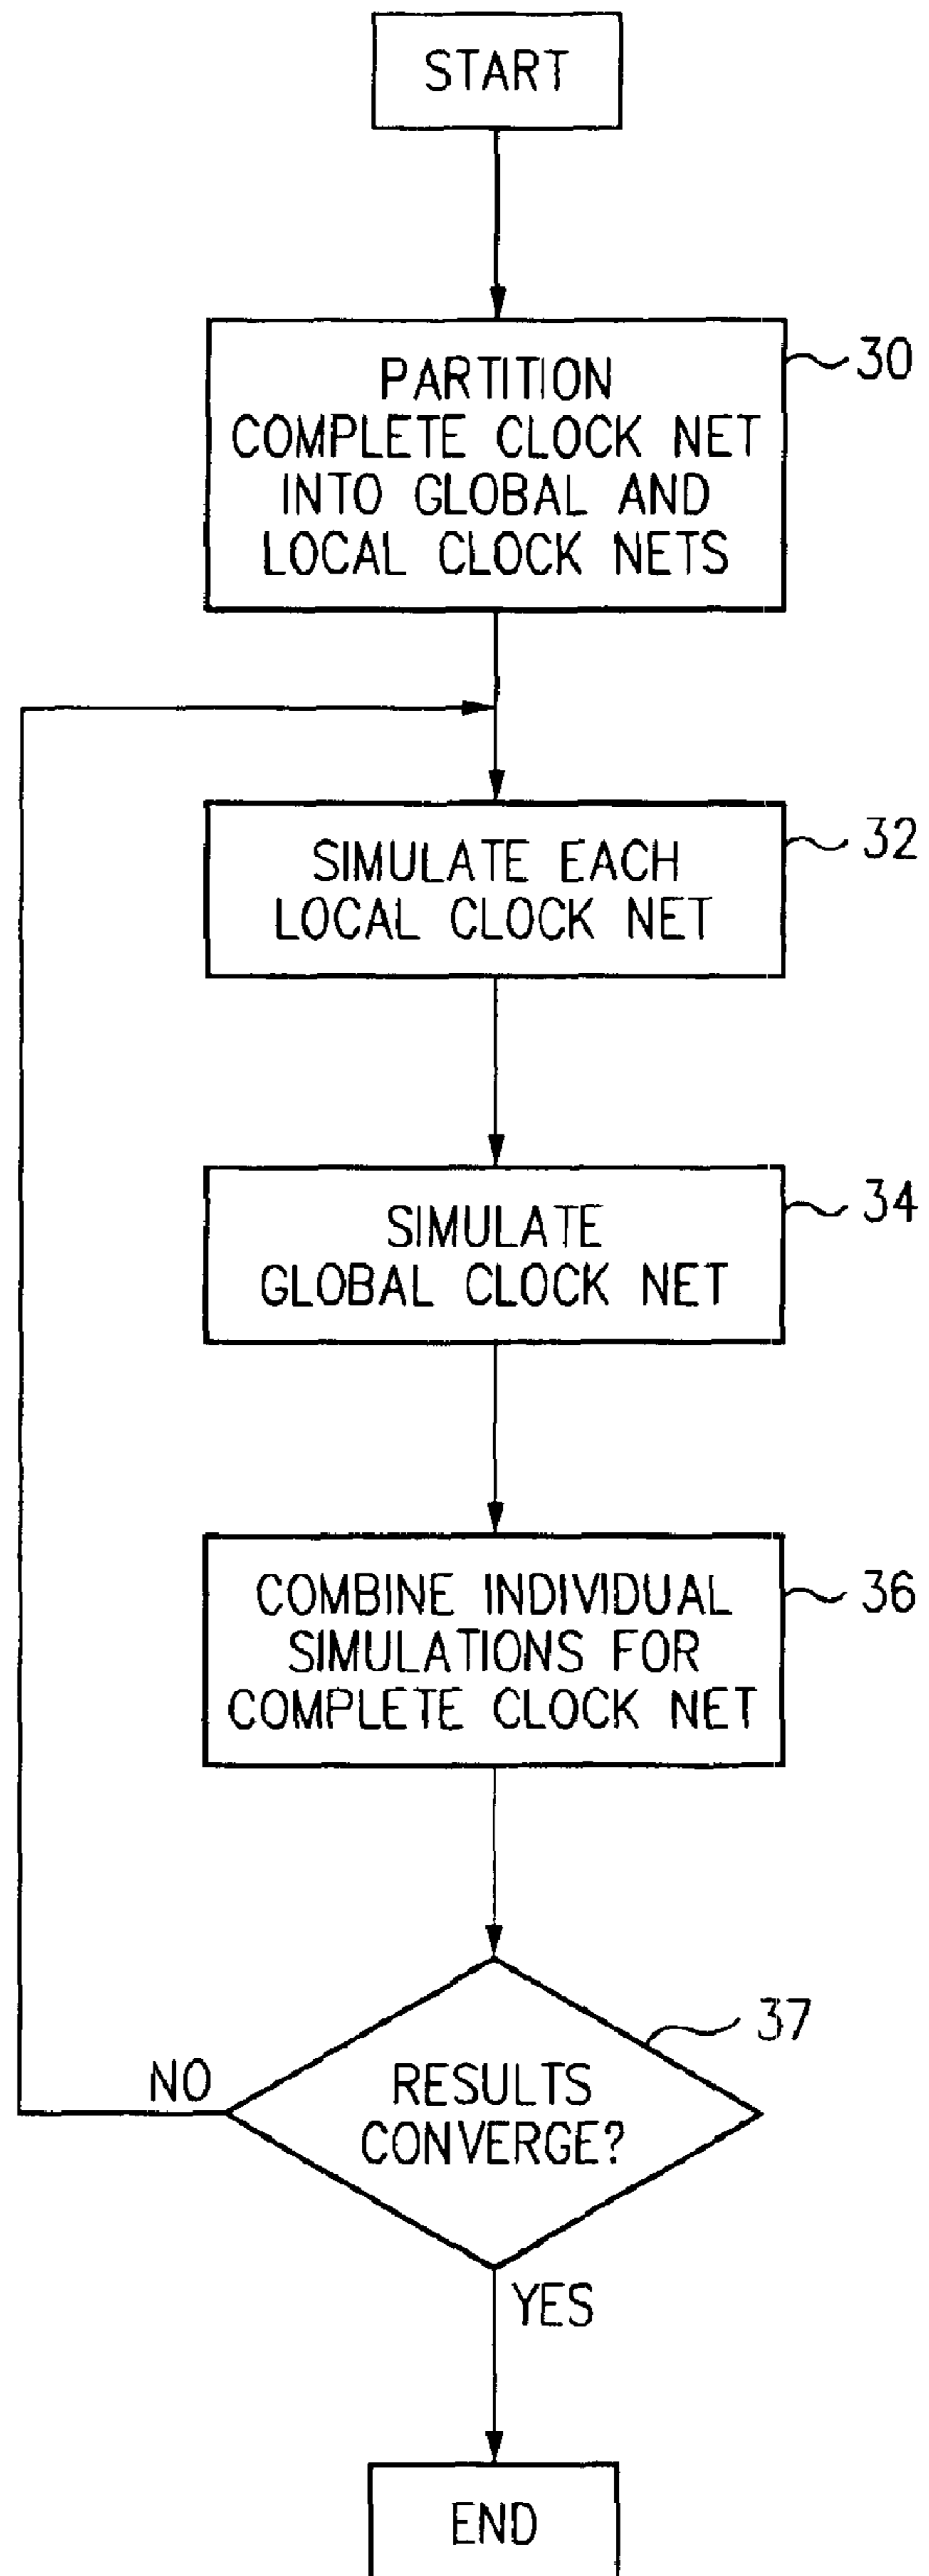 START
PARTITION
COMPLETE CLOCK NET
INTO GLOBAL AND
LOCAL CLOCK NETS
30
SIMULATE EACH
LOCAL CLOCK NET
32
SIMULATE
GLOBAL CLOCK NET
34
COMBINE INDIVIDUAL
SIMULATIONS FOR
COMPLETE CLOCK NET
36
RESULTS
CONVERGE?
37
NO
YES
END